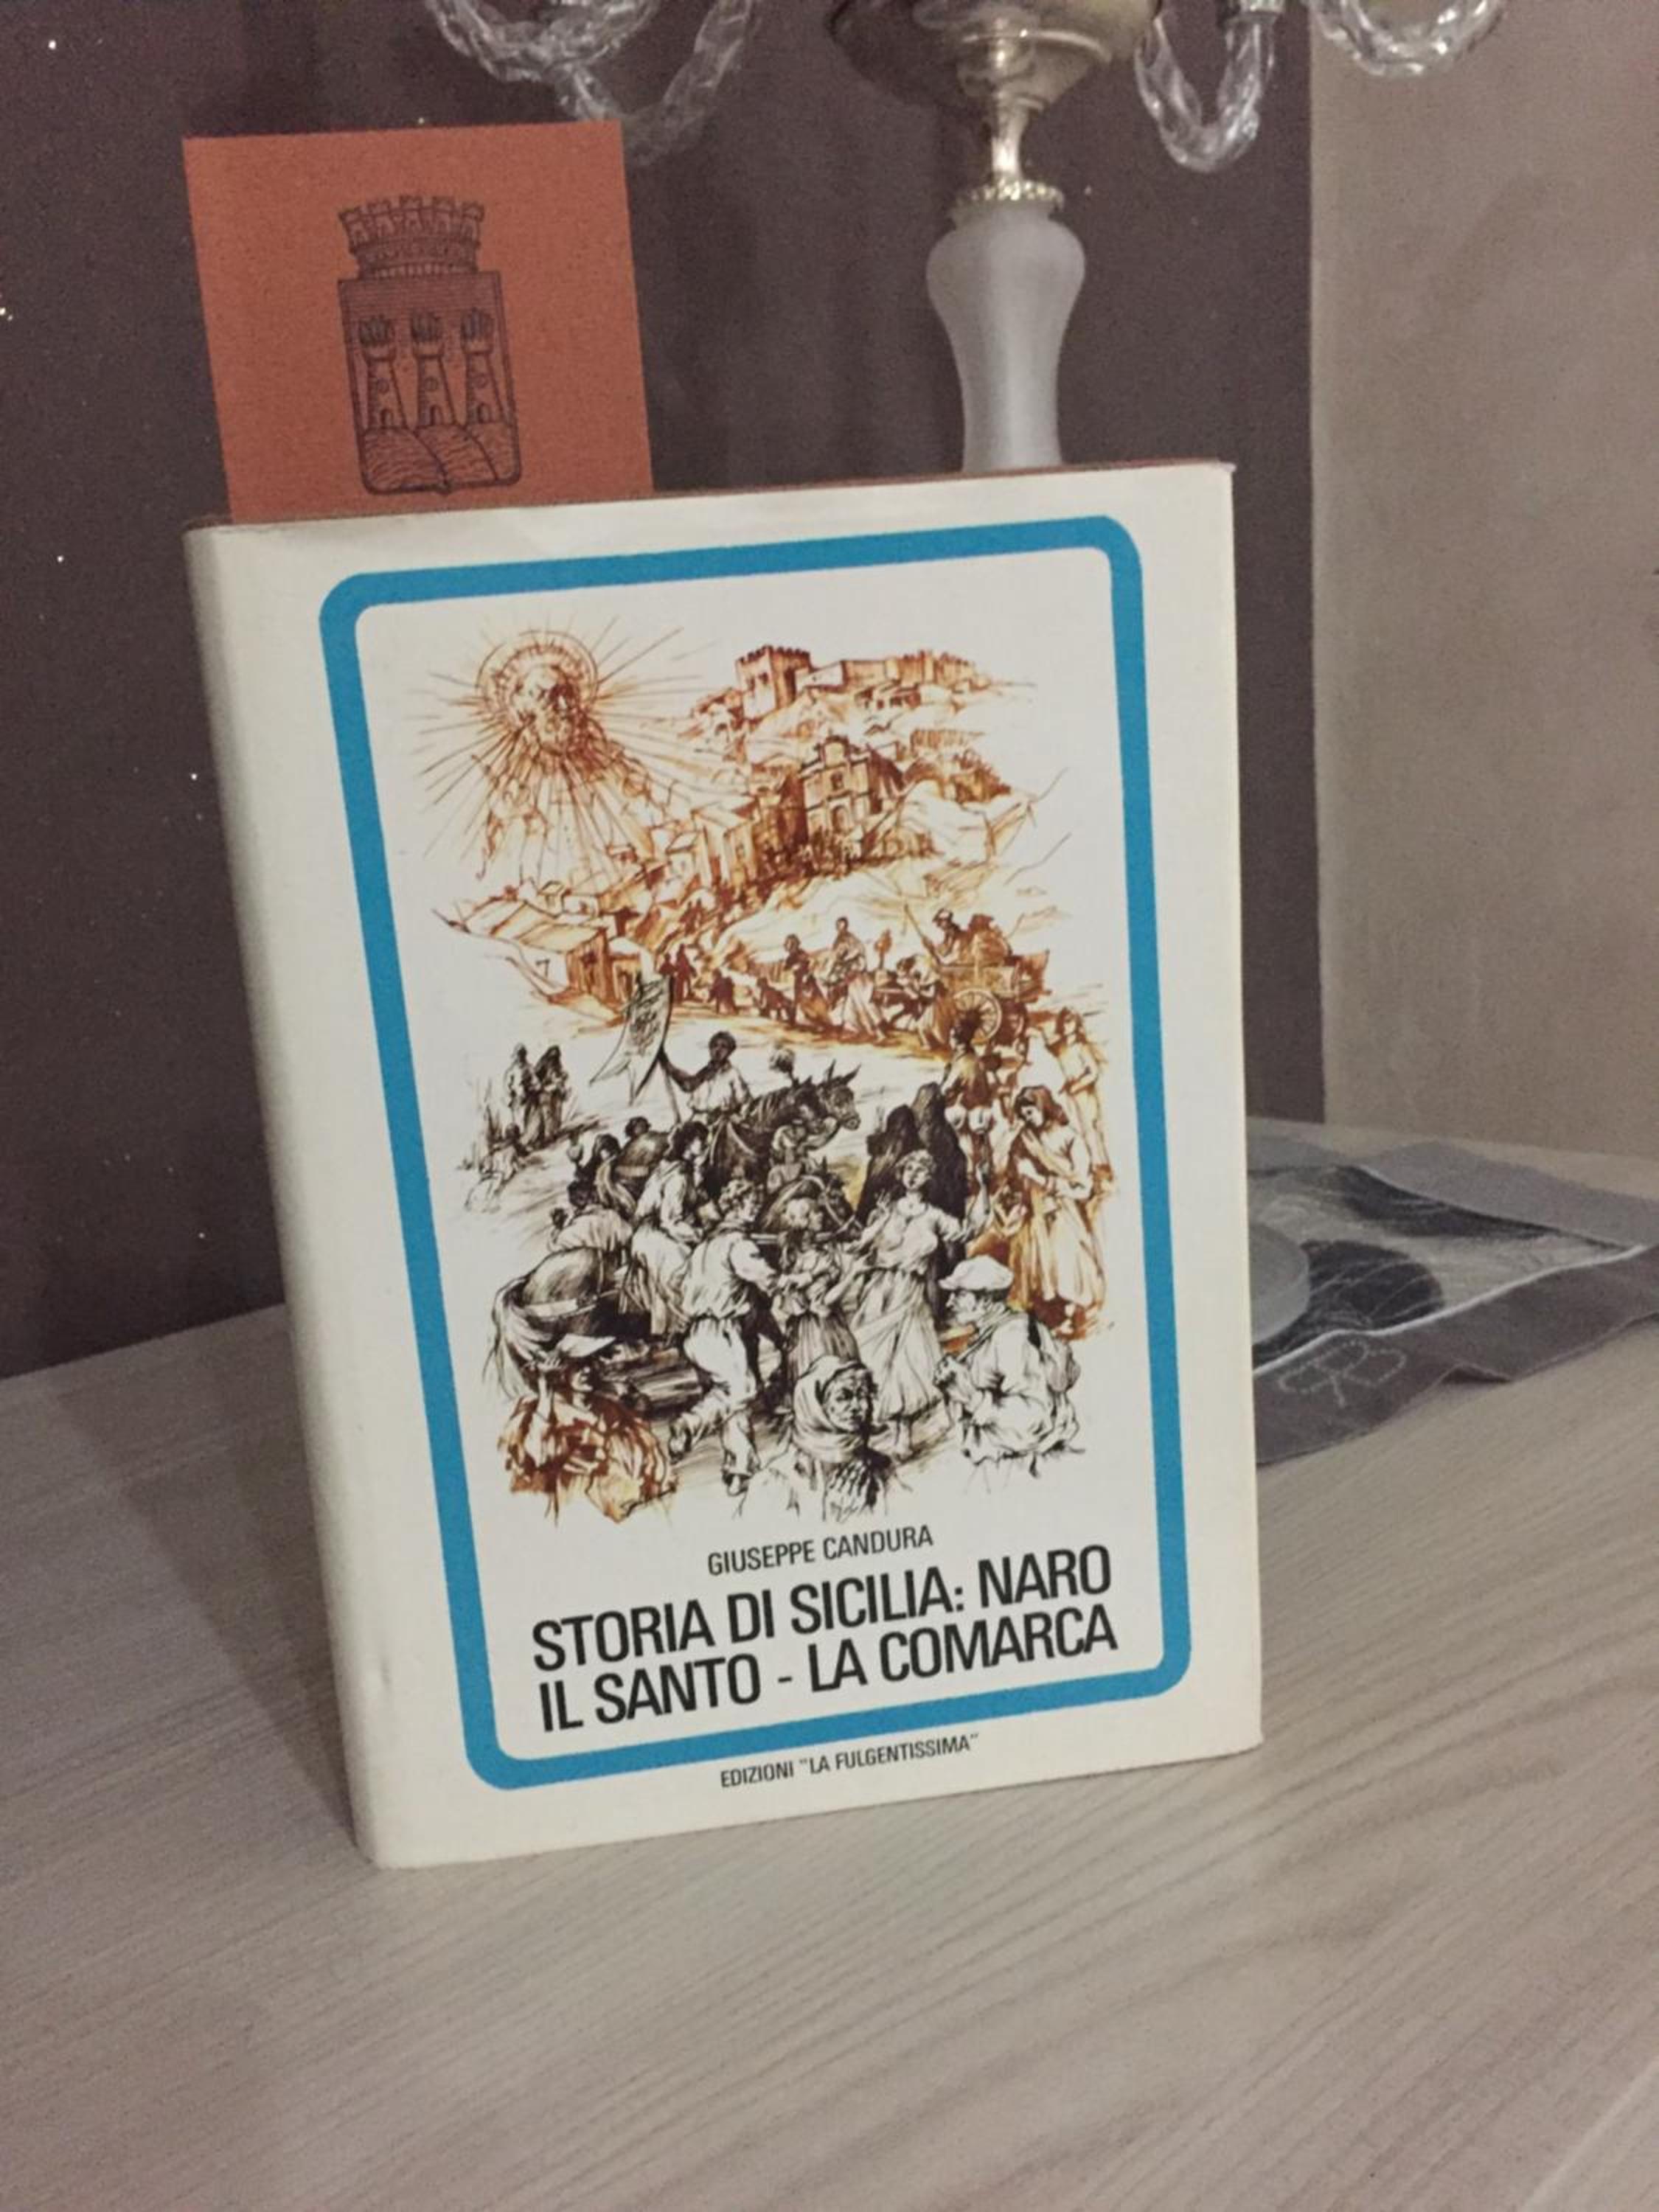 GIUSEPPE CANDURA
STORIA DI SICILIA: NARO
IL SANTO - LA COMARCA
EDIZIONI "LA FULGENTISSIMA"